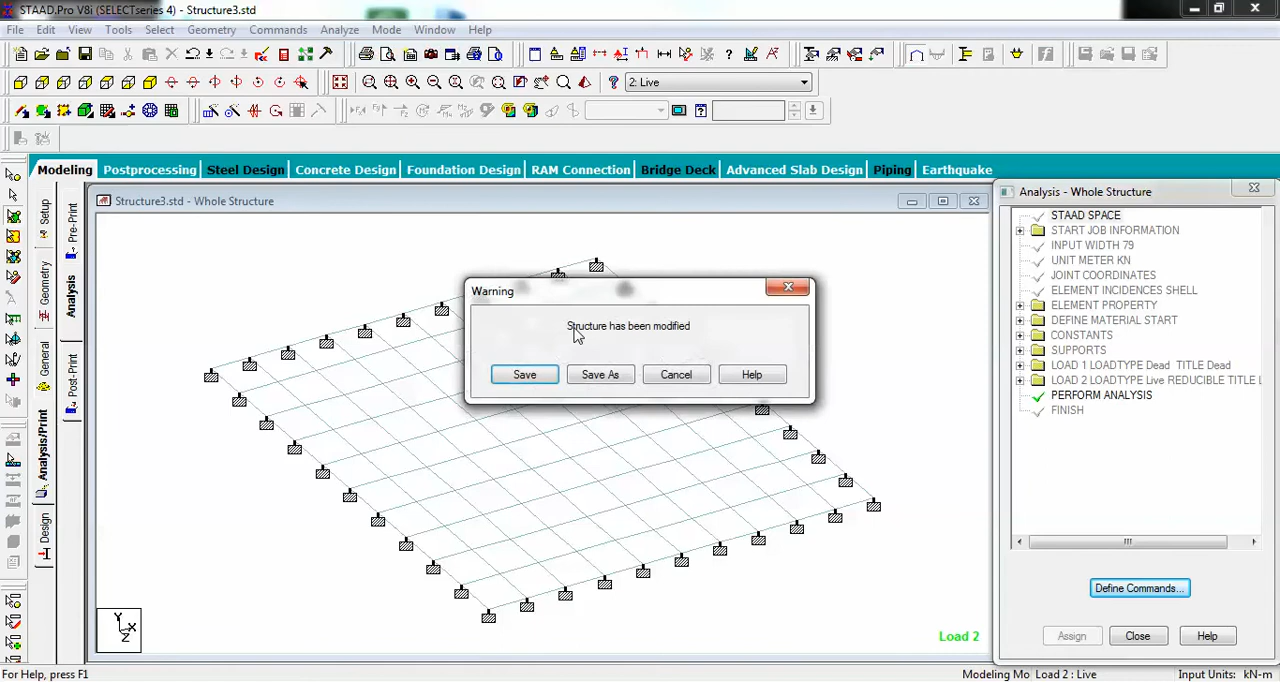 STAAD.Pro V8i (SELECTseries 4) - Structure3.std
File Edit View Tools Select Geometry Commands Analyze Mode Window Help
2: Live
Modeling Postprocessing Steel Design Concrete Design Foundation Design RAM Connection Bridge Deck Advanced Slab Design Piping Earthquake
Setup
Geometry
General
Analysis/Print
Design
Pre-Print
Analysis
Post-Print
Structure3.std - Whole Structure
Warning
Structure has been modified
Save Save As Cancel Help
Y
X
Z
Load 2
Analysis - Whole Structure
STAAD SPACE
START JOB INFORMATION
INPUT WIDTH 79
UNIT METER KN
JOINT COORDINATES
ELEMENT INCIDENCES SHELL
ELEMENT PROPERTY
DEFINE MATERIAL START
CONSTANTS
SUPPORTS
LOAD 1 LOADTYPE Dead TITLE Dead
LOAD 2 LOADTYPE Live REDUCIBLE TITLE L
PERFORM ANALYSIS
FINISH
Define Commands...
Assign Close Help
For Help, press F1
Modeling Mo Load 2 : Live Input Units: kN-m